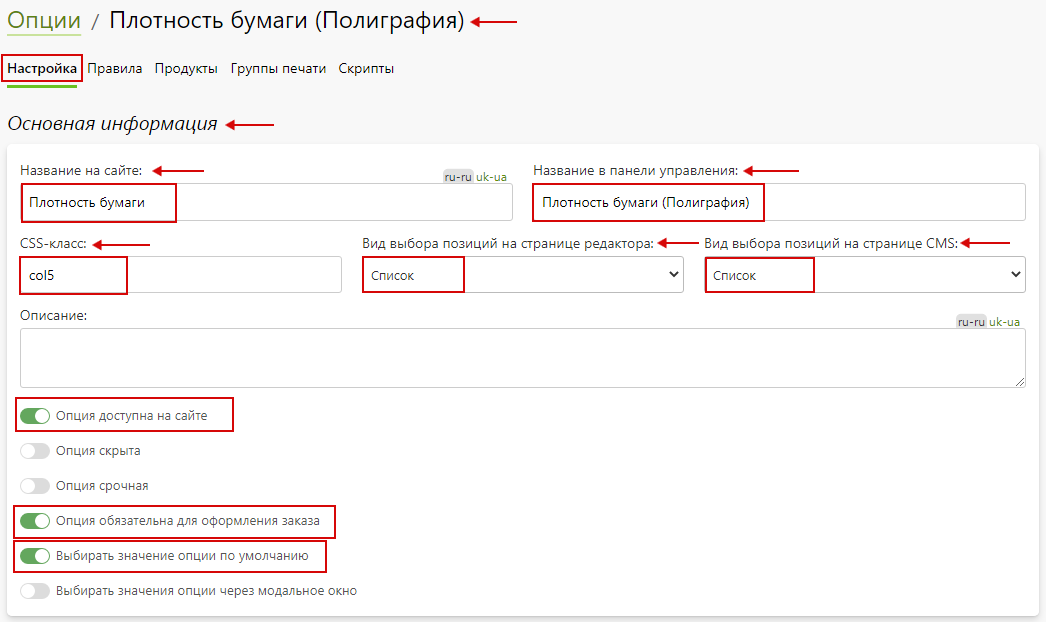 Опции / Плотность бумаги (Полиграфия)
Настройка Правила Продукты Группы печати Скрипты
Основная информация
Название на сайте: ru-ru uk-ua Название в панели управления:
Плотность бумаги Плотность бумаги (Полиграфия)
CSS-класс: Вид выбора позиций на странице редактора: Вид выбора позиций на странице CMS:
col5 Список Список
Описание: ru-ru uk-ua
Опция доступна на сайте
Опция скрыта
Опция срочная
Опция обязательна для оформления заказа
Выбирать значение опции по умолчанию
Выбирать значения опции через модальное окно